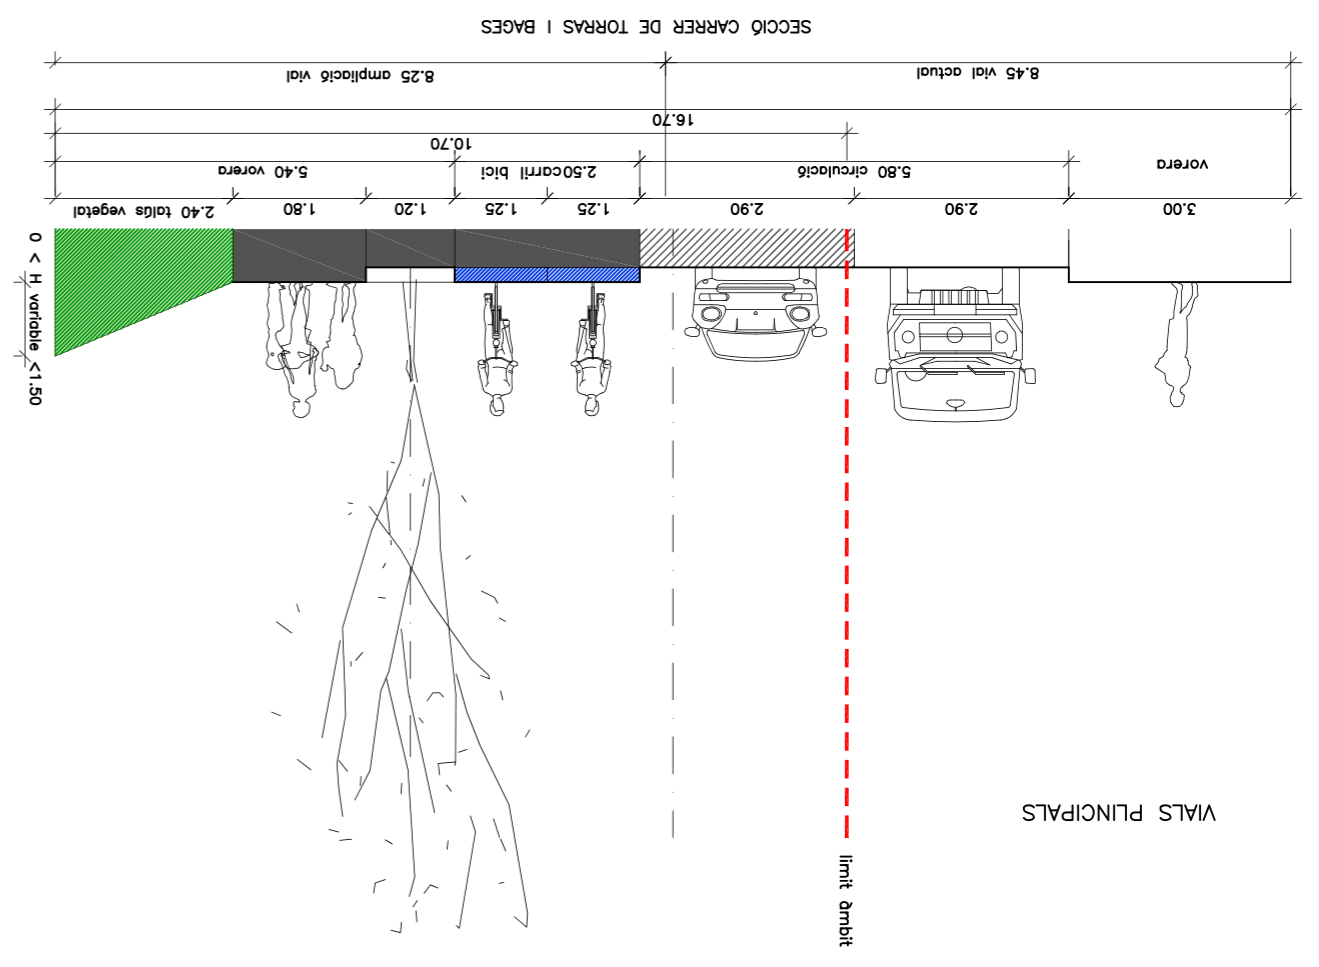 limit àmbit
VIALS PLINCIPALS
0 < H variable <1.50
3.00
2.90
2.90
1.25
1.25
1.20
1.80
2.40 talús vegetal
vorera
5.80 circulació
2.50carril bici
5.40 vorera
10.70
16.70
8.45 vial actual
8.25 ampliació vial
SECCIÓ CARRER DE TORRAS I BAGES